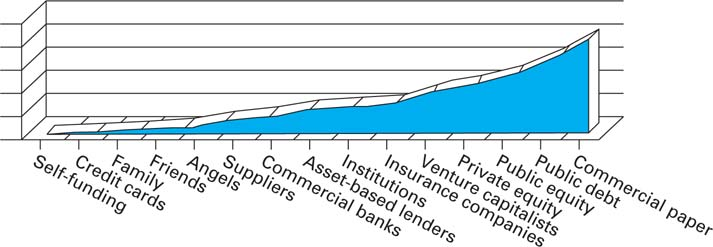 Self-funding
Credit cards
Family
Friends
Angels
Suppliers
Commercial banks
Asset-based lenders
Institutions
Insurance companies
Venture capitalists
Private equity
Public equity
Public debt
Commercial paper